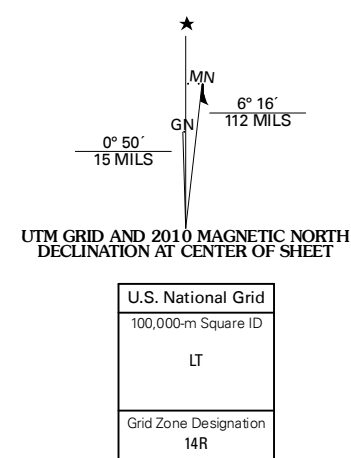 ★
MN
6° 16´
112 MILS
GN
0° 50´
15 MILS
UTM GRID AND 2010 MAGNETIC NORTH
DECLINATION AT CENTER OF SHEET
U.S. National Grid
100,000-m Square ID
LT
Grid Zone Designation
14R